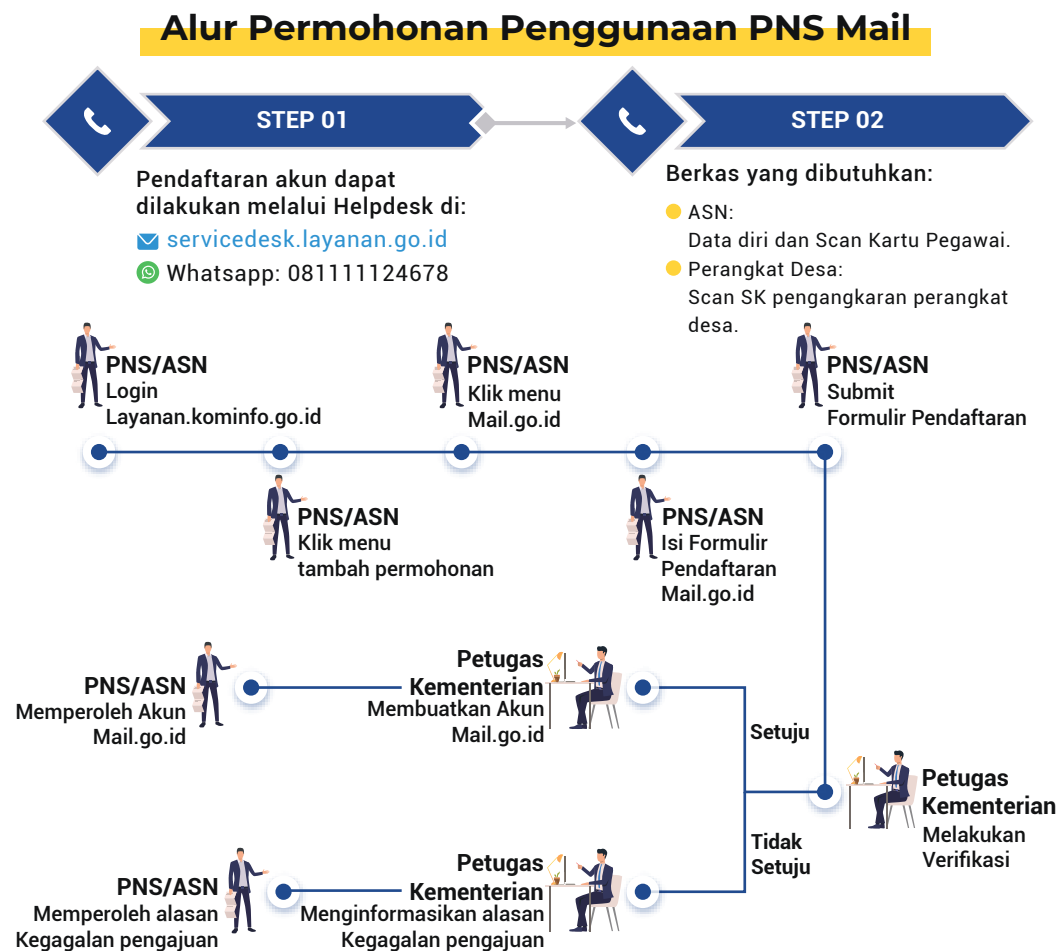 Alur Permohonan Penggunaan PNS Mail
STEP 01
Pendaftaran akun dapat
dilakukan melalui Helpdesk di:
servicedesk.layanan.go.id
Whatsapp: 081111124678
STEP 02
Berkas yang dibutuhkan:
ASN:
Data diri dan Scan Kartu Pegawai.
Perangkat Desa:
Scan SK pengangkaran perangkat
desa.
PNS/ASN
Login
Layanan.kominfo.go.id
PNS/ASN
Klik menu
tambah permohonan
PNS/ASN
Klik menu
Mail.go.id
PNS/ASN
Isi Formulir
Pendaftaran
Mail.go.id
PNS/ASN
Submit
Formulir Pendaftaran
Petugas
Kementerian
Melakukan
Verifikasi
Setuju
Petugas
Kementerian
Membuatkan Akun
Mail.go.id
PNS/ASN
Memperoleh Akun
Mail.go.id
Tidak
Setuju
Petugas
Kementerian
Menginformasikan alasan
Kegagalan pengajuan
PNS/ASN
Memperoleh alasan
Kegagalan pengajuan